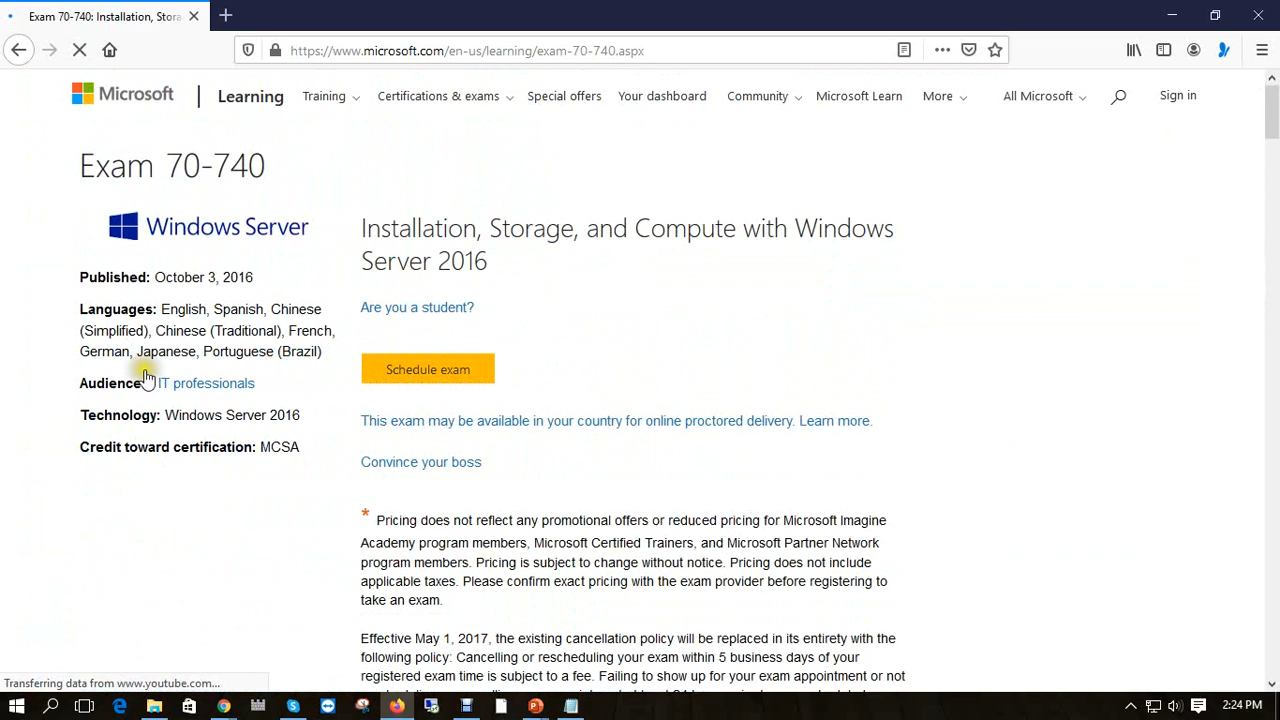 Exam 70-740: Installation, Stora
https://www.microsoft.com/en-us/learning/exam-70-740.aspx
Microsoft | Learning Training Certifications & exams Special offers Your dashboard Community Microsoft Learn More All Microsoft Sign in
Exam 70-740
Windows Server
Published: October 3, 2016
Languages: English, Spanish, Chinese
(Simplified), Chinese (Traditional), French,
German, Japanese, Portuguese (Brazil)
Audience: IT professionals
Technology: Windows Server 2016
Credit toward certification: MCSA
Installation, Storage, and Compute with Windows
Server 2016
Are you a student?
Schedule exam
This exam may be available in your country for online proctored delivery. Learn more.
Convince your boss
* Pricing does not reflect any promotional offers or reduced pricing for Microsoft Imagine
Academy program members, Microsoft Certified Trainers, and Microsoft Partner Network
program members. Pricing is subject to change without notice. Pricing does not include
applicable taxes. Please confirm exact pricing with the exam provider before registering to
take an exam.
Effective May 1, 2017, the existing cancellation policy will be replaced in its entirety with the
following policy: Cancelling or rescheduling your exam within 5 business days of your
registered exam time is subject to a fee. Failing to show up for your exam appointment or not
Transferring data from www.youtube.com...
2:24 PM